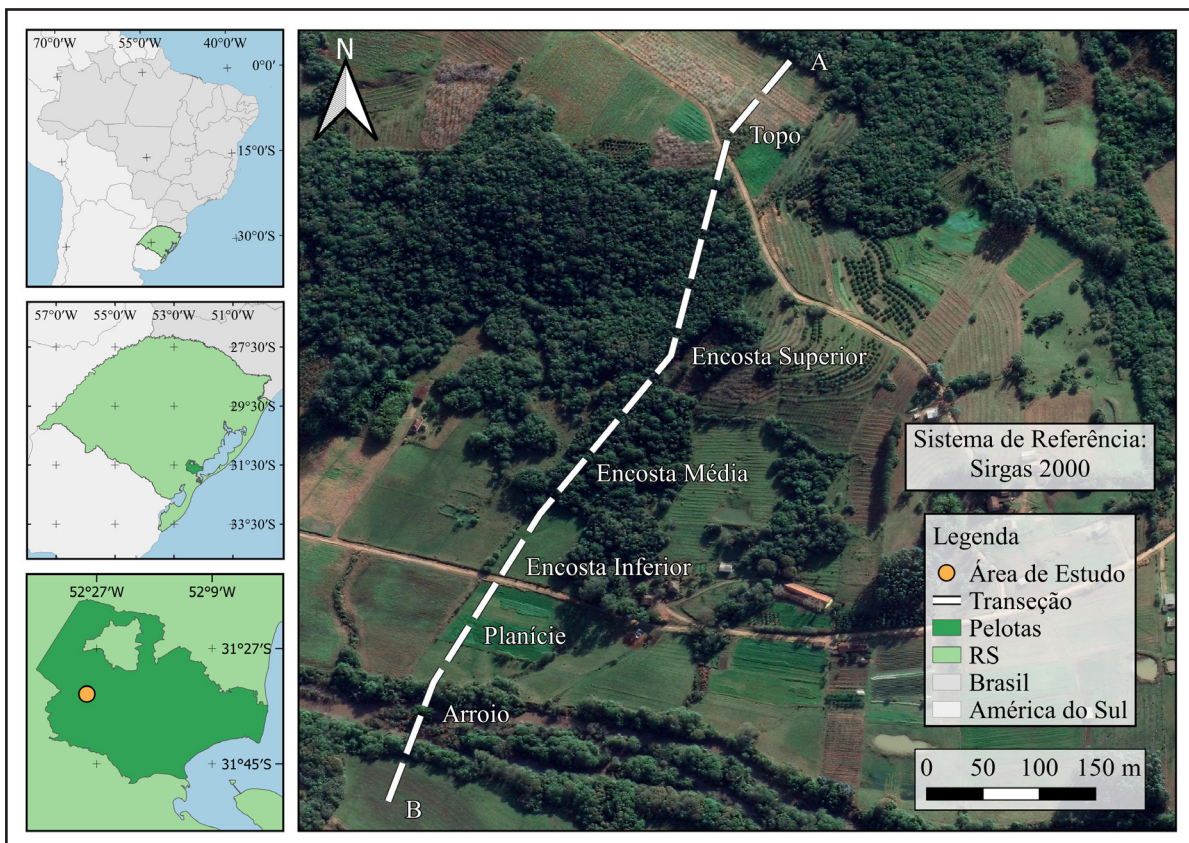 70°0'W 55°0'W 40°0'W
0°0'
15°0'S
30°0'S
57°0'W 55°0'W 53°0'W 51°0'W
27°30'S
29°30'S
31°30'S
33°30'S
52°27'W 52°9'W
31°27'S
31°45'S
N
A
Topo
Encosta Superior
Encosta Média
Encosta Inferior
Planície
Arroio
B
Sistema de Referência:
Sirgas 2000
Legenda
Área de Estudo
Transeção
Pelotas
RS
Brasil
América do Sul
0 50 100 150 m